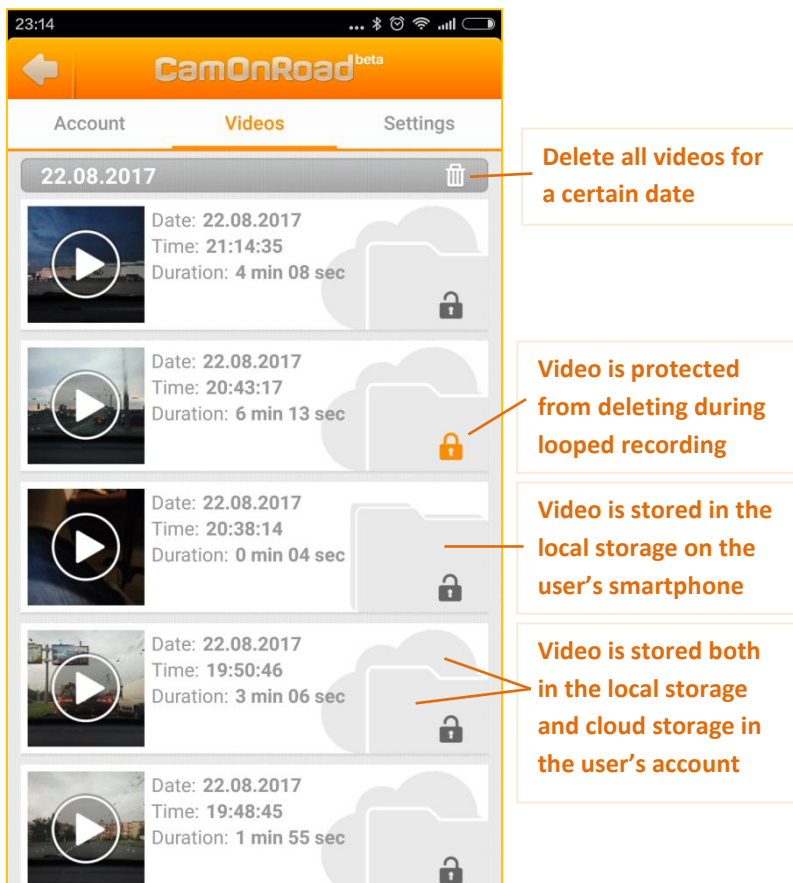 23:14
CamOnRoad beta
Account Videos Settings
22.08.2017
Delete all videos for
a certain date
Date: 22.08.2017
Time: 21:14:35
Duration: 4 min 08 sec
Date: 22.08.2017
Time: 20:43:17
Duration: 6 min 13 sec
Video is protected
from deleting during
looped recording
Date: 22.08.2017
Time: 20:38:14
Duration: 0 min 04 sec
Video is stored in the
local storage on the
user’s smartphone
Date: 22.08.2017
Time: 19:50:46
Duration: 3 min 06 sec
Video is stored both
in the local storage
and cloud storage in
the user’s account
Date: 22.08.2017
Time: 19:48:45
Duration: 1 min 55 sec